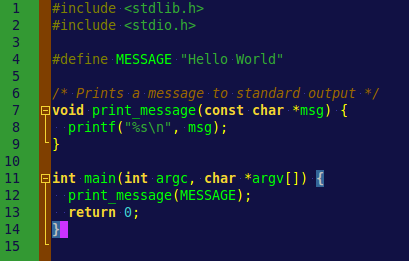 1 #include <stdlib.h>
2 #include <stdio.h>
3
4 #define MESSAGE "Hello World"
5
6 /* Prints a message to standard output */
7 void print_message(const char *msg) {
8   printf("%s\n", msg);
9 }
10
11 int main(int argc, char *argv[]) {
12   print_message(MESSAGE);
13   return 0;
14 }
15